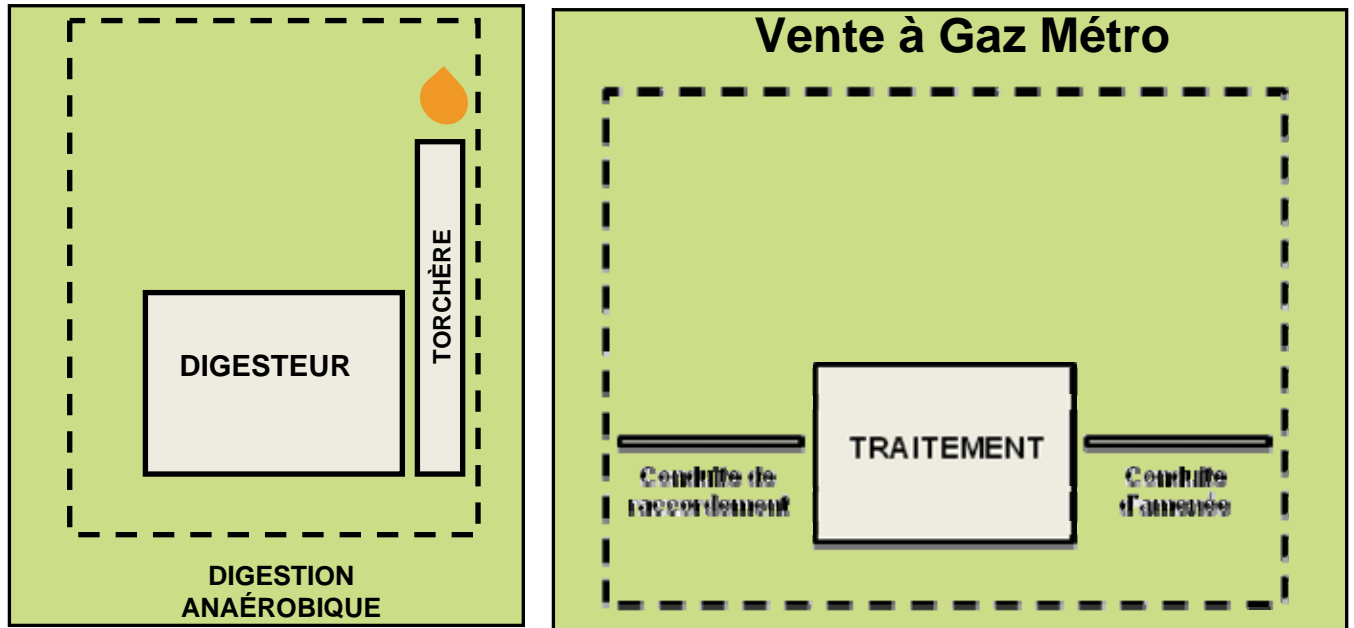 TORCHÈRE
DIGESTEUR
DIGESTION
ANAÉROBIQUE
Vente à Gaz Métro
TRAITEMENT
Conduite de
raccordement
Conduite
d'amenée